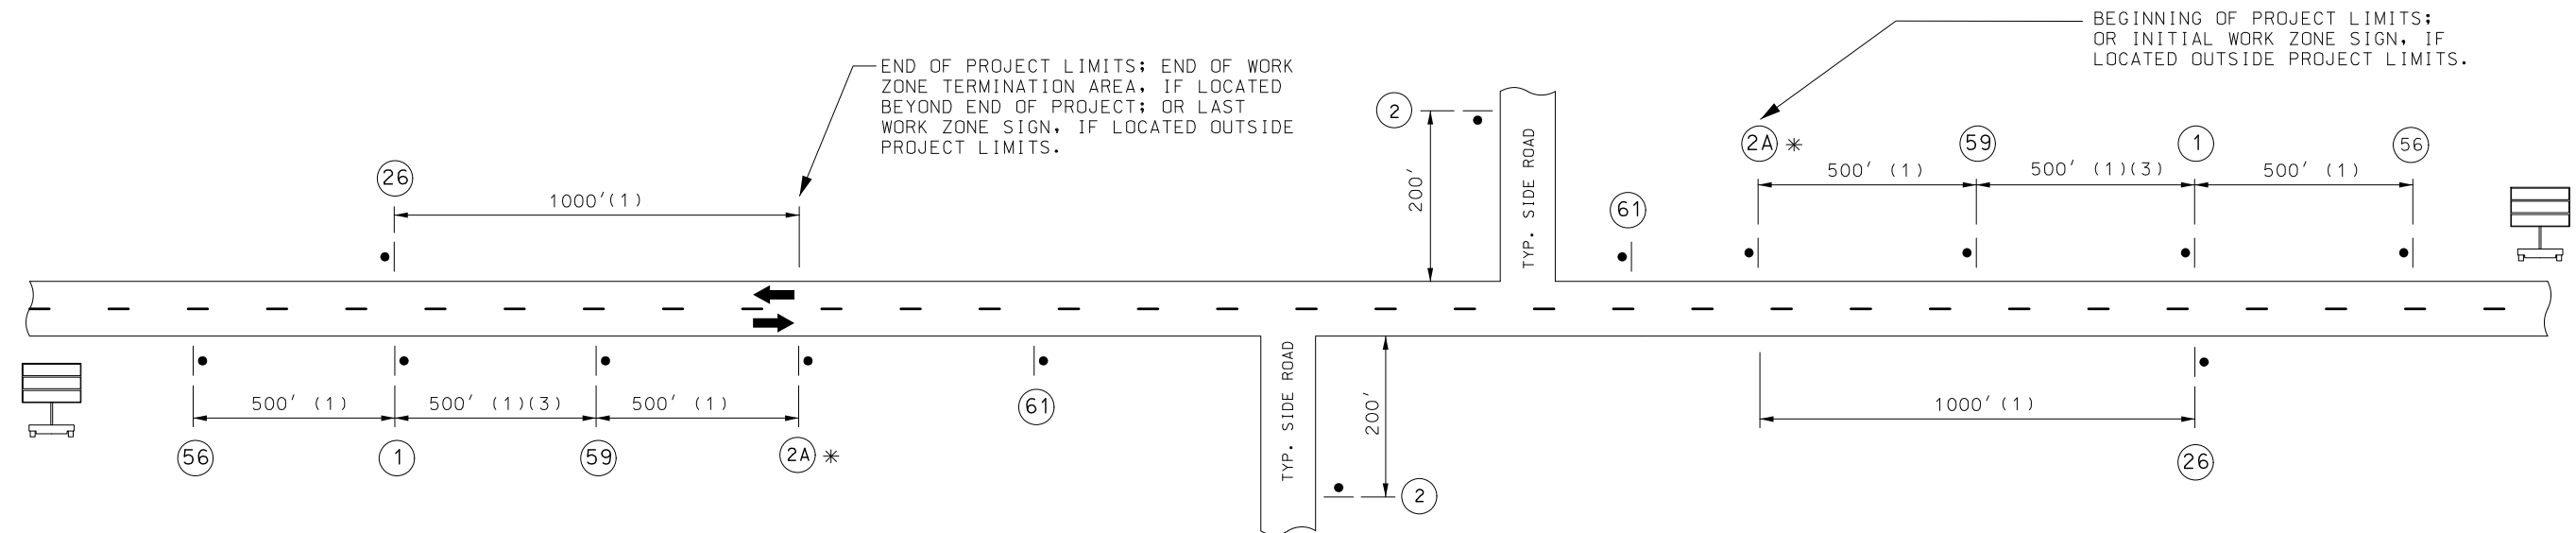 BEGINNING OF PROJECT LIMITS;
OR INITIAL WORK ZONE SIGN, IF
LOCATED OUTSIDE PROJECT LIMITS.
END OF PROJECT LIMITS; END OF WORK
ZONE TERMINATION AREA, IF LOCATED
BEYOND END OF PROJECT; OR LAST
WORK ZONE SIGN, IF LOCATED OUTSIDE
PROJECT LIMITS.
2
200'
TYP. SIDE ROAD
2A *
59
1
56
500' (1)
500' (1)(3)
500' (1)
26
1000'(1)
61
500' (1)
500' (1)(3)
500' (1)
56
1
59
2A *
61
TYP. SIDE ROAD
200'
2
1000'(1)
26